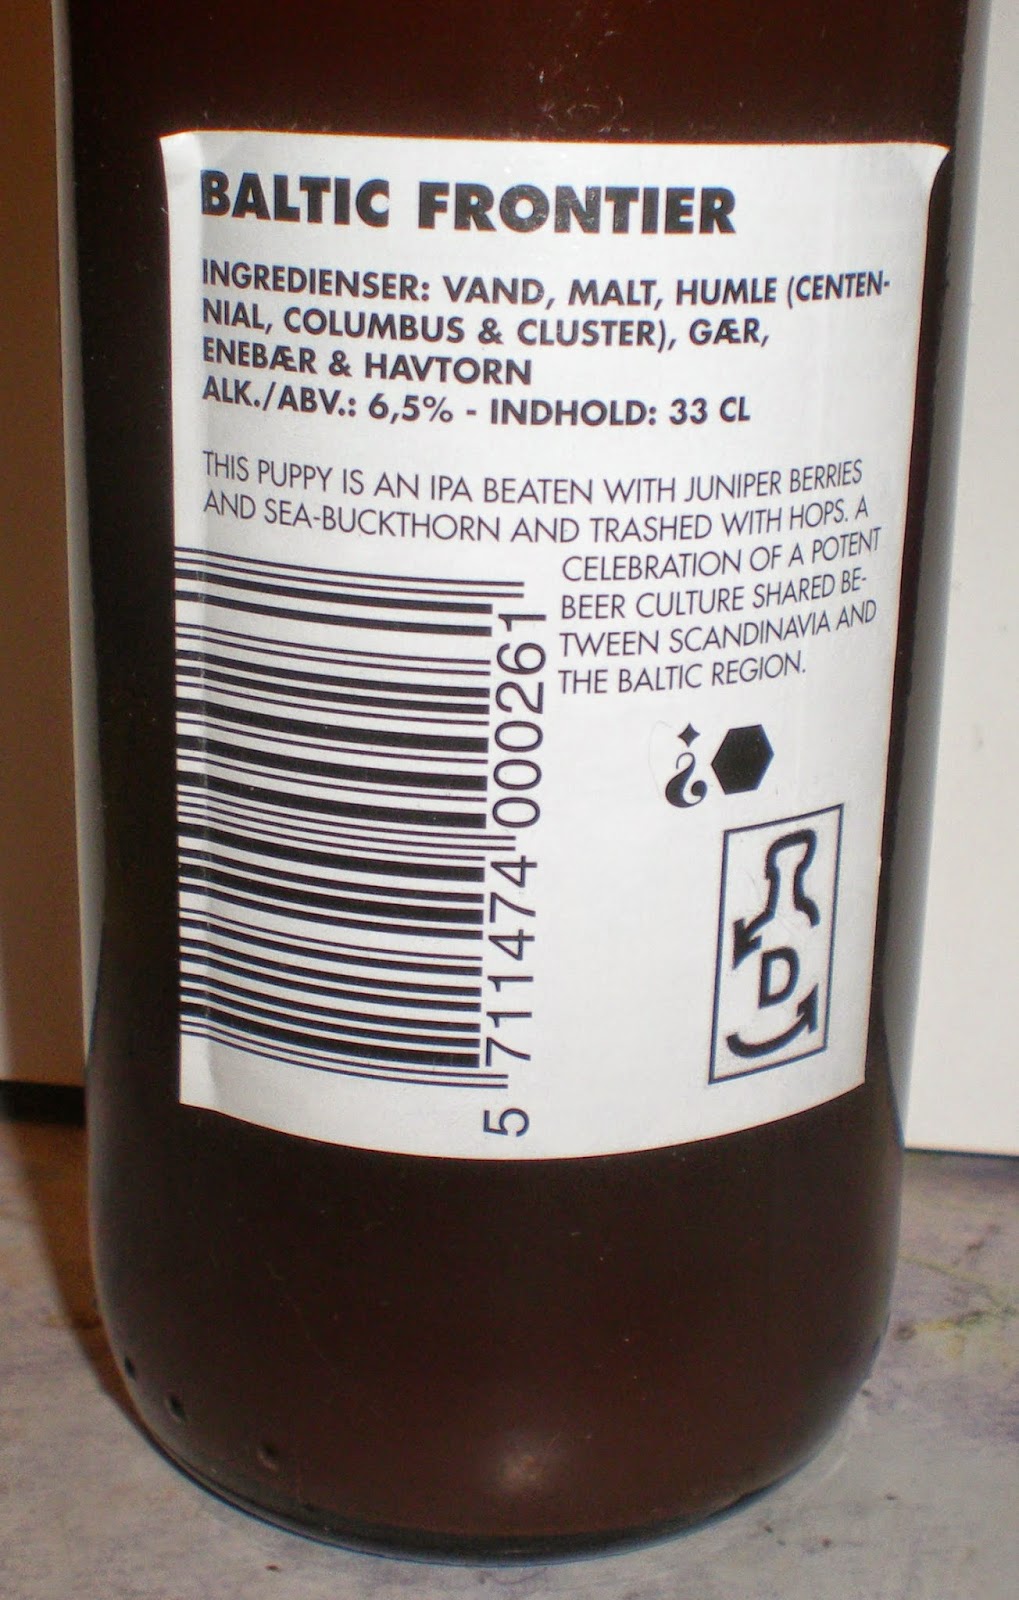 BALTIC FRONTIER
INGREDIENSER: VAND, MALT, HUMLE (CENTEN-
NIAL, COLUMBUS & CLUSTER), GÆR,
ENEBÆR & HAVTORN
ALK./ABV.: 6,5% - INDHOLD: 33 CL
THIS PUPPY IS AN IPA BEATEN WITH JUNIPER BERRIES
AND SEA-BUCKTHORN AND TRASHED WITH HOPS. A
CELEBRATION OF A POTENT
BEER CULTURE SHARED BE-
TWEEN SCANDINAVIA AND
THE BALTIC REGION.
5 711474 000261
D